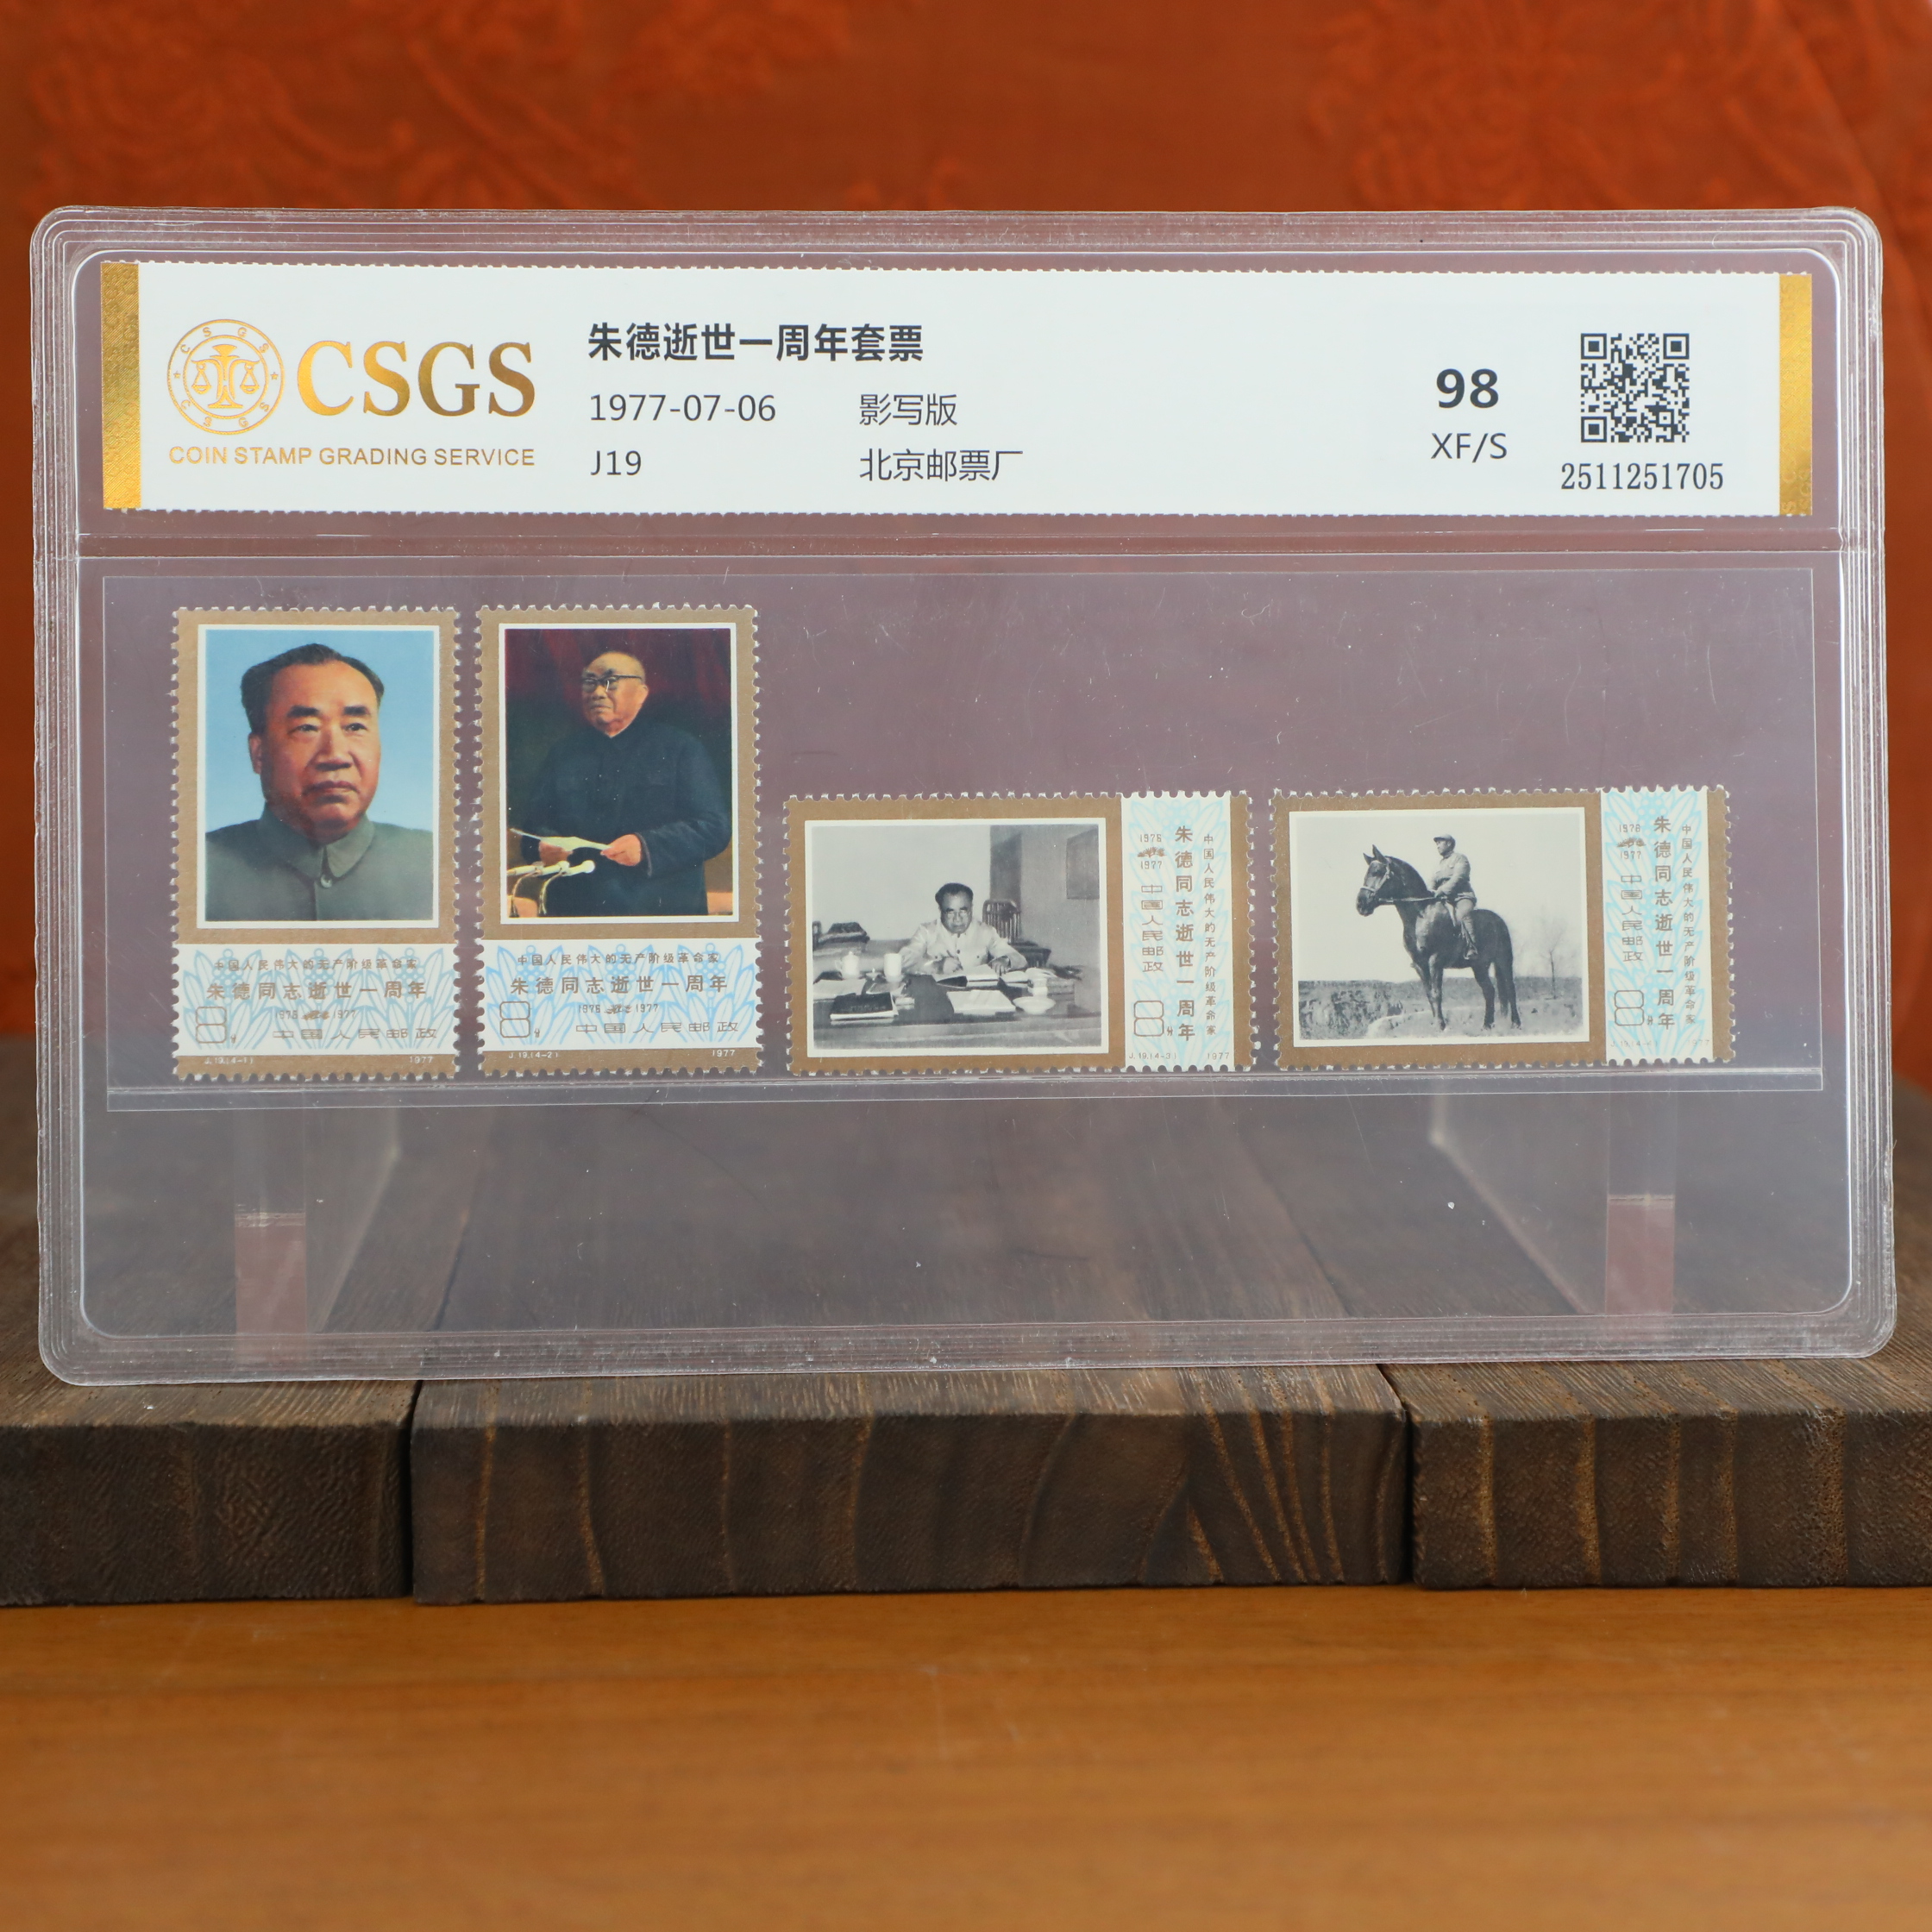 CSGS
COIN STAMP GRADING SERVICE
朱德逝世一周年套票
1977-07-06 影写版
J19 北京邮票厂
98
XF/S
2511251705
中国人民伟大的无产阶级革命家
朱德同志逝世一周年
1976 1977
8分 中国人民邮政
J.19.(4-1) 1977
中国人民伟大的无产阶级革命家
朱德同志逝世一周年
1976 1977
8分 中国人民邮政
J.19.(4-2) 1977
中国人民伟大的无产阶级革命家
朱德同志逝世一周年
1976
1977
中国人民邮政
8分
J.19.(4-3) 1977
中国人民伟大的无产阶级革命家
朱德同志逝世一周年
1976
1977
中国人民邮政
8分